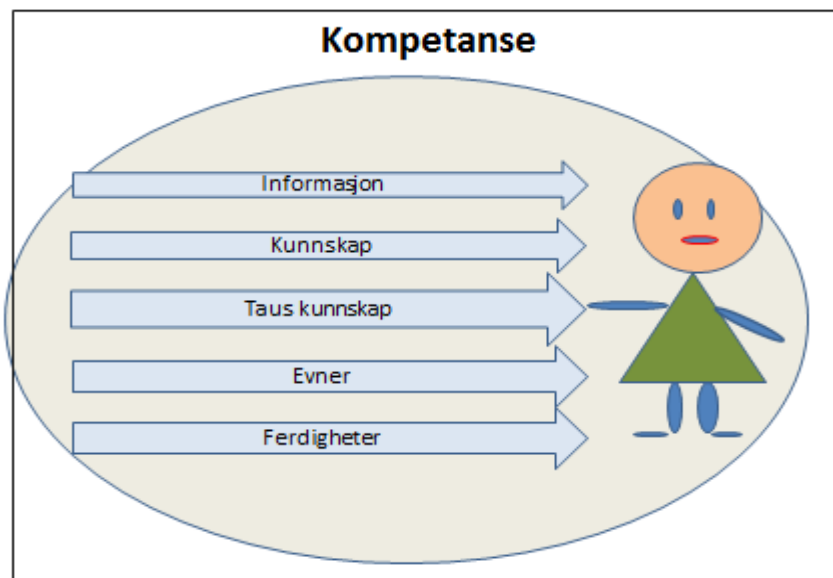 Kompetanse
Informasjon
Kunnskap
Taus kunnskap
Evner
Ferdigheter